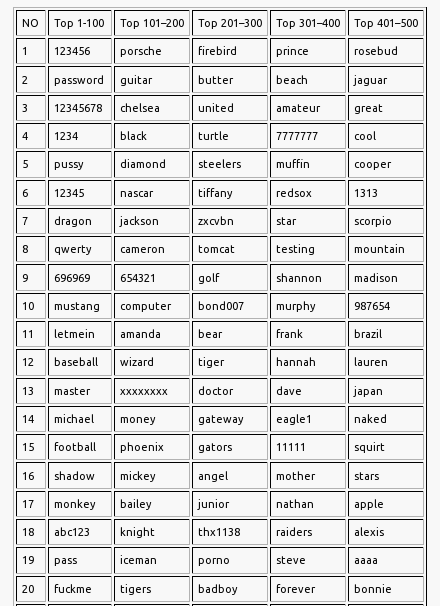 NO Top 1-100 Top 101–200 Top 201–300 Top 301–400 Top 401–500
1 123456 porsche firebird prince rosebud
2 password guitar butter beach jaguar
3 12345678 chelsea united amateur great
4 1234 black turtle 7777777 cool
5 pussy diamond steelers muffin cooper
6 12345 nascar tiffany redsox 1313
7 dragon jackson zxcvbn star scorpio
8 qwerty cameron tomcat testing mountain
9 696969 654321 golf shannon madison
10 mustang computer bond007 murphy 987654
11 letmein amanda bear frank brazil
12 baseball wizard tiger hannah lauren
13 master xxxxxxxx doctor dave japan
14 michael money gateway eagle1 naked
15 football phoenix gators 11111 squirt
16 shadow mickey angel mother stars
17 monkey bailey junior nathan apple
18 abc123 knight thx1138 raiders alexis
19 pass iceman porno steve aaaa
20 fuckme tigers badboy forever bonnie